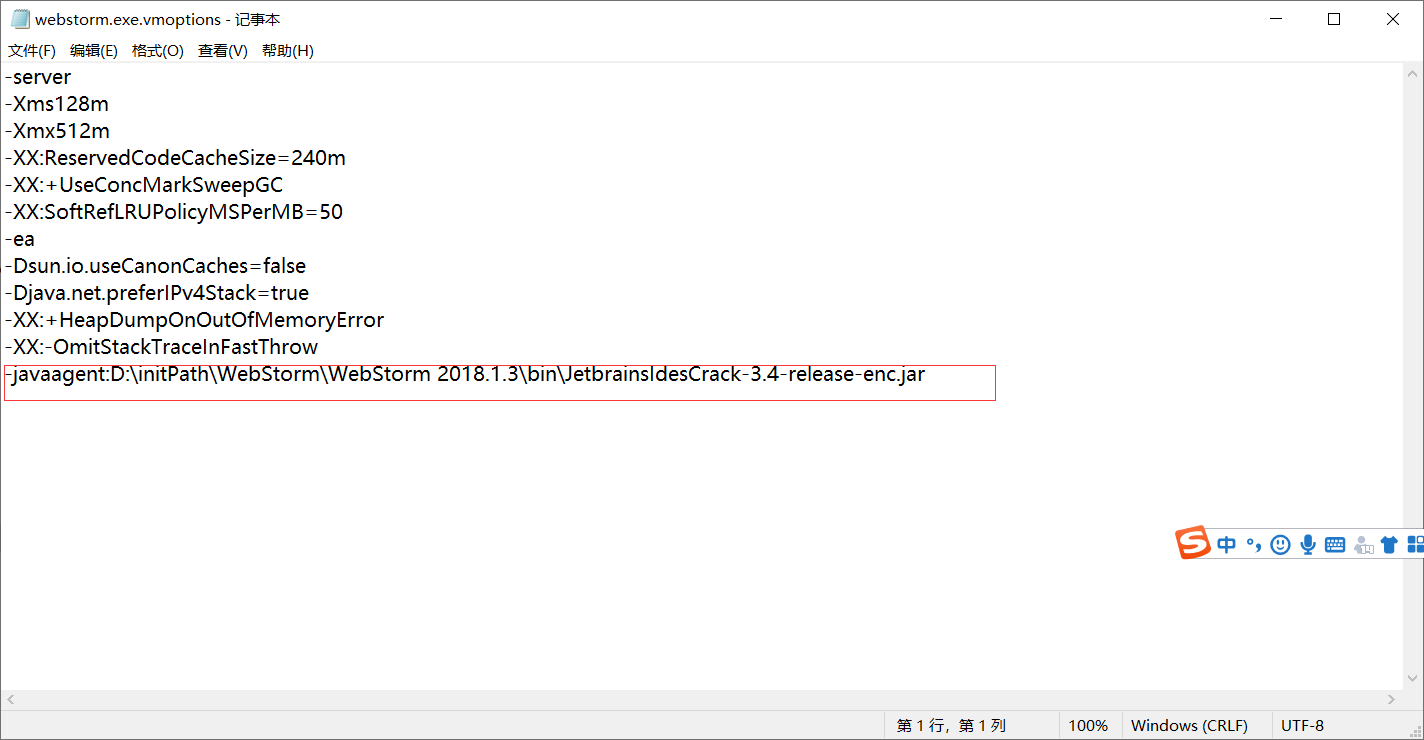 webstorm.exe.vmoptions - 记事本
文件(F) 编辑(E) 格式(O) 查看(V) 帮助(H)
-server
-Xms128m
-Xmx512m
-XX:ReservedCodeCacheSize=240m
-XX:+UseConcMarkSweepGC
-XX:SoftRefLRUPolicyMSPerMB=50
-ea
-Dsun.io.useCanonCaches=false
-Djava.net.preferIPv4Stack=true
-XX:+HeapDumpOnOutOfMemoryError
-XX:-OmitStackTraceInFastThrow
-javaagent:D:\initPath\WebStorm\WebStorm 2018.1.3\bin\JetbrainsIdesCrack-3.4-release-enc.jar
S 中 °,
第 1 行，第 1 列 100% Windows (CRLF) UTF-8